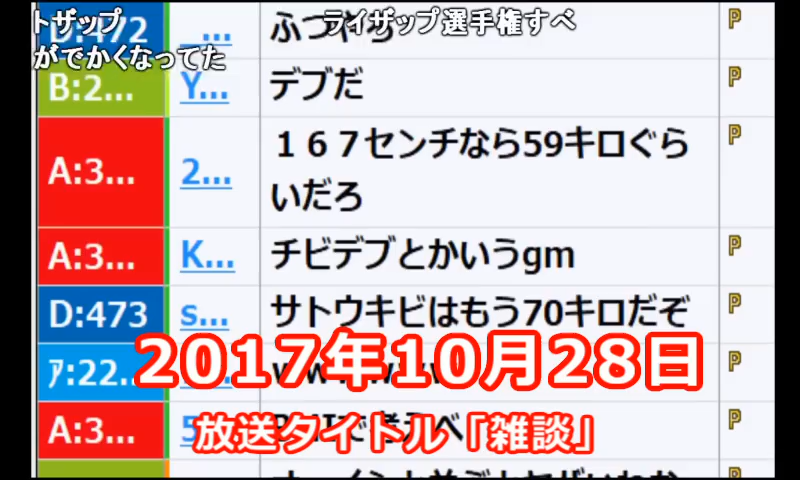 トザップ
ライザップ選手権すべ
がでかくなってた
D:472
...
B:2...
Y...
デブだ
P
A:3...
2...
１６７センチなら59キロぐら
いだろ
P
A:3...
K...
チビデブとかいうgm
P
D:473
s...
サトウキビはもう70キロだぞ
P
2017年10月28日
ｱ:22...
P
A:3...
5
P
放送タイトル「雑談」